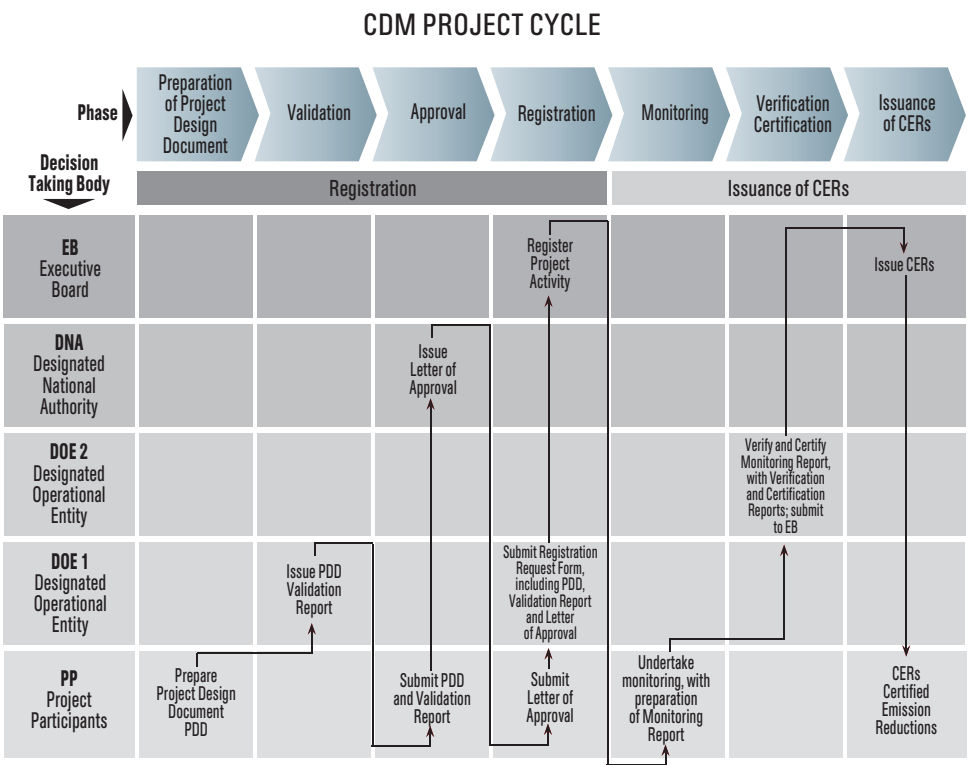 CDM PROJECT CYCLE
Phase
Preparation
of Project
Design
Document
Validation
Approval
Registration
Monitoring
Verification
Certification
Issuance
of CERs
Decision
Taking Body
Registration
Issuance of CERs
EB
Executive
Board
Register
Project
Activity
Issue CERs
DNA
Designated
National
Authority
Issue
Letter of
Approval
DOE 2
Designated
Operational
Entity
Verify and Certify
Monitoring Report,
with Verification
and Certification
Reports; submit
to EB
DOE 1
Designated
Operational
Entity
Issue PDD
Validation
Report
Submit Registration
Request Form,
including PDD,
Validation Report
and Letter
of Approval
PP
Project
Participants
Prepare
Project Design
Document
PDD
Submit PDD
and Validation
Report
Submit
Letter of
Approval
Undertake
monitoring, with
preparation
of Monitoring
Report
CERs
Certified
Emission
Reductions